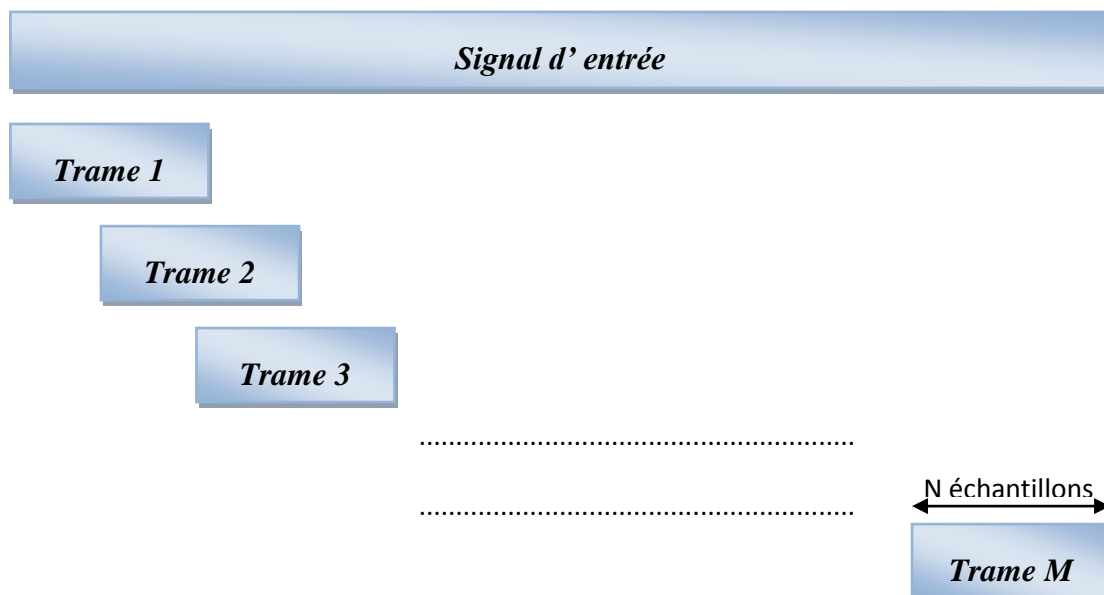 Signal d’ entrée
Trame 1
Trame 2
Trame 3
...........................................................
N échantillons
...........................................................
Trame M